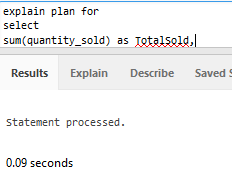 explain plan for
select
sum(quantity_sold) as TotalSold,
Results Explain Describe Saved S
Statement processed.
0.09 seconds